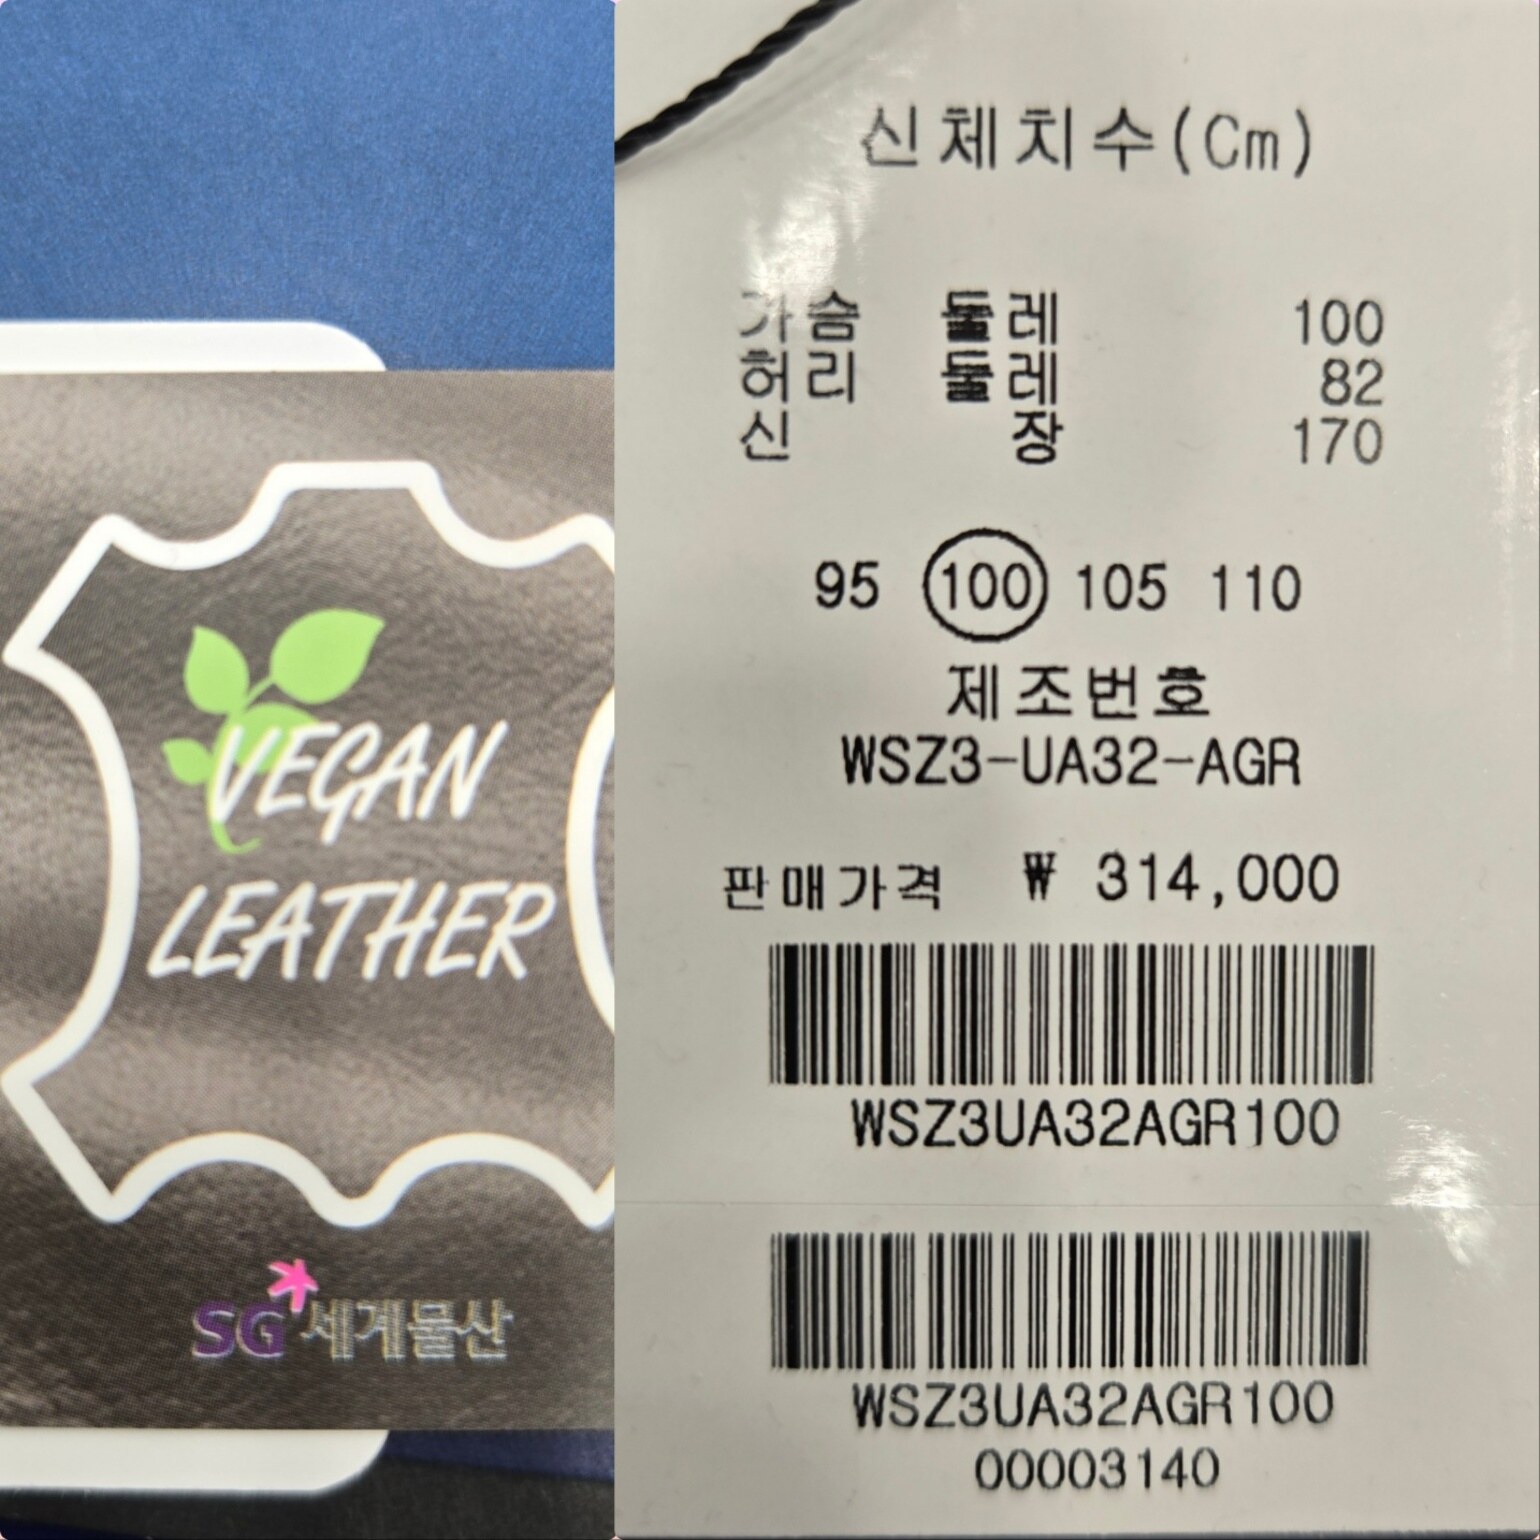 VEGAN
LEATHER
SG세계물산
신체치수(Cm)
가슴 둘레 100
허리 둘레 82
신 장 170
95 100 105 110
제조번호
WSZ3-UA32-AGR
판매가격 ₩ 314,000
WSZ3UA32AGR100
WSZ3UA32AGR100
00003140